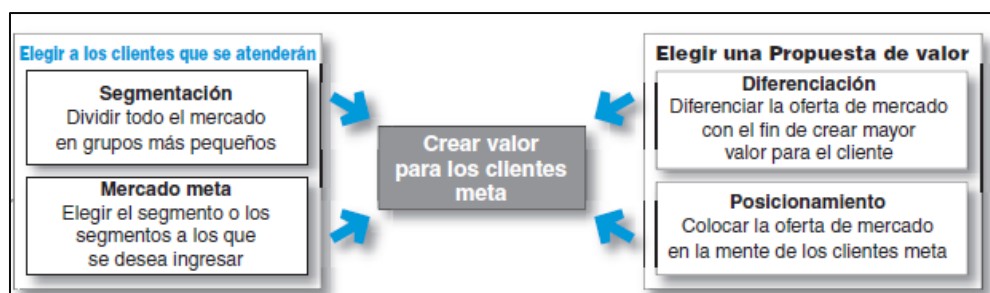 Elegir a los clientes que se atenderán
Segmentación
Dividir todo el mercado
en grupos más pequeños
Mercado meta
Elegir el segmento o los
segmentos a los que
se desea ingresar
Crear valor
para los clientes
meta
Elegir una Propuesta de valor
Diferenciación
Diferenciar la oferta de mercado
con el fin de crear mayor
valor para el cliente
Posicionamiento
Colocar la oferta de mercado
en la mente de los clientes meta